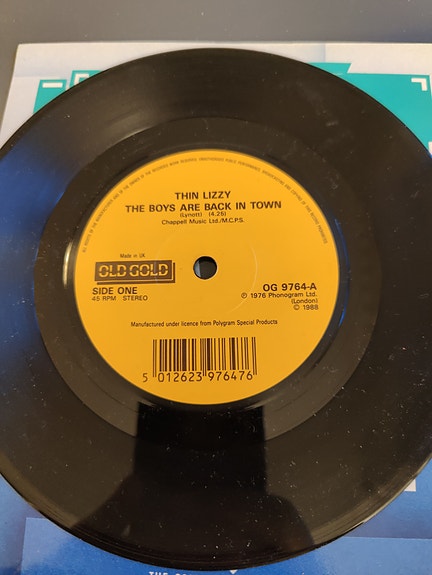 THIN LIZZY
THE BOYS ARE BACK IN TOWN
(Lynott) (4.26)
Chappell Music Ltd./M.C.P.S.
Made in UK
OLD GOLD
SIDE ONE
45 RPM STEREO
OG 9764-A
℗ 1976 Phonogram Ltd.
(London)
© 1988
Manufactured under licence from Polygram Special Products
5 012623 976476
THE